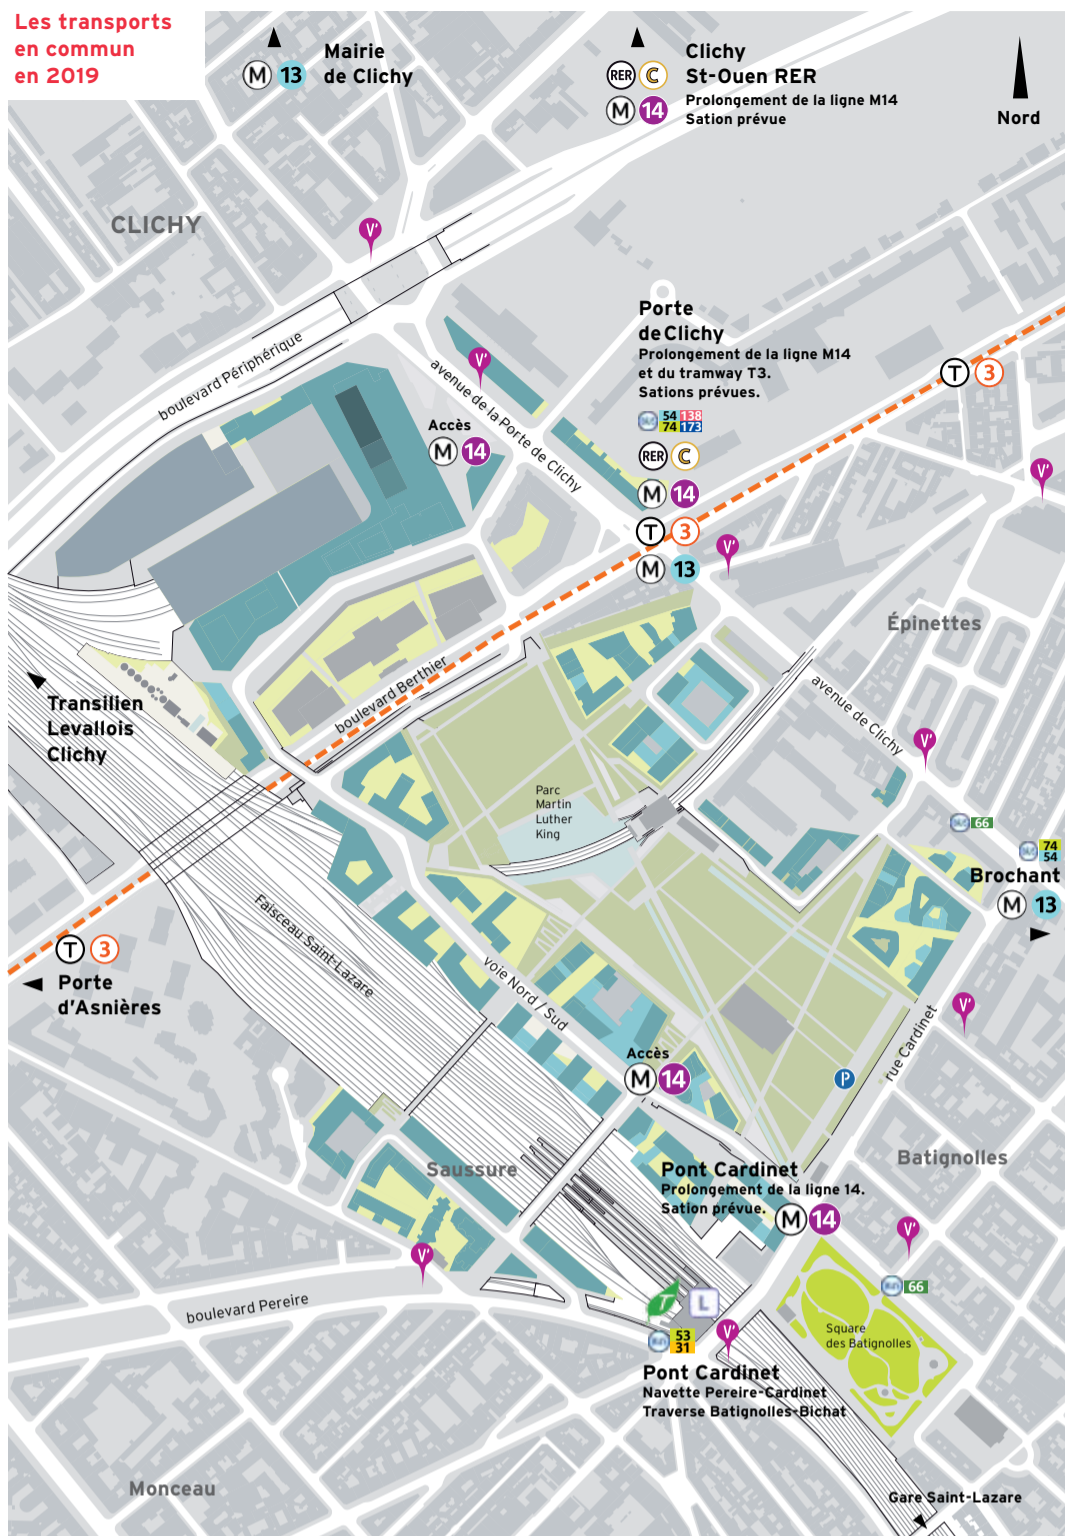 Les transports
en commun
en 2019
M 13
Mairie
de Clichy
RER C
M 14
Clichy
St-Ouen RER
Prolongement de la ligne M14
Sation prévue
Nord
CLICHY
V'
boulevard Périphérique
V'
avenue de la Porte de Clichy
Accès
M 14
Porte
de Clichy
Prolongement de la ligne M14
et du tramway T3.
Sations prévues.
54 138
74 173
RER C
M 14
T 3
M 13
T 3
V'
V'
Épinettes
avenue de Clichy
V'
boulevard Berthier
Transilien
Levallois
Clichy
Parc
Martin
Luther
King
66
74
54
Brochant
M 13
T 3
Porte
d'Asnières
Faisceau Saint-Lazare
voie Nord / Sud
V'
rue Cardinet
Accès
M 14
P
Saussure
Batignolles
Pont Cardinet
Prolongement de la ligne 14.
Sation prévue.
M 14
V'
V'
66
boulevard Pereire
T L
53
31
V'
Square
des Batignolles
Pont Cardinet
Navette Pereire-Cardinet
Traverse Batignolles-Bichat
Monceau
Gare Saint-Lazare